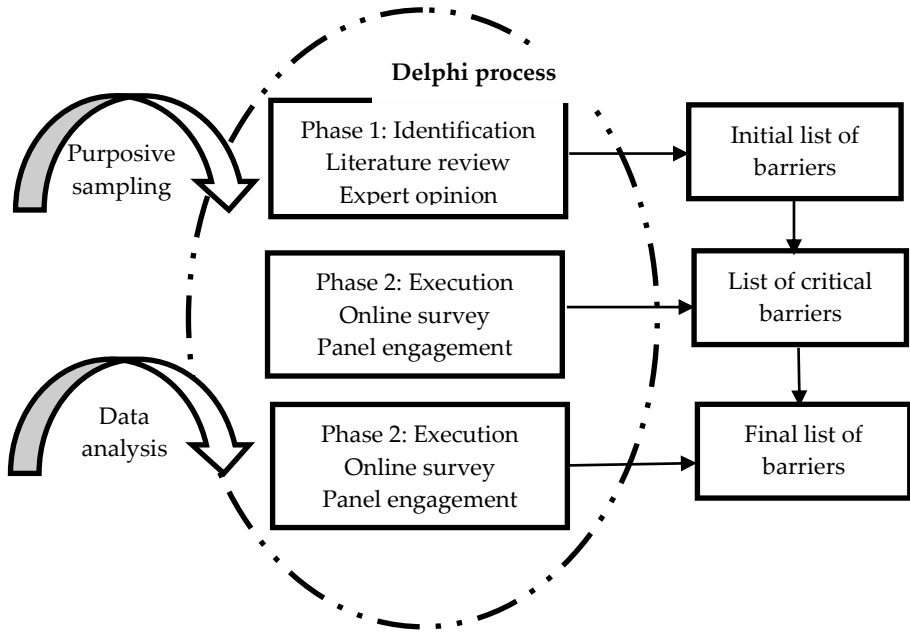 Delphi process
Purposive
sampling
Phase 1: Identification
Literature review
Expert opinion
Initial list of
barriers
Phase 2: Execution
Online survey
Panel engagement
List of critical
barriers
Data
analysis
Phase 2: Execution
Online survey
Panel engagement
Final list of
barriers